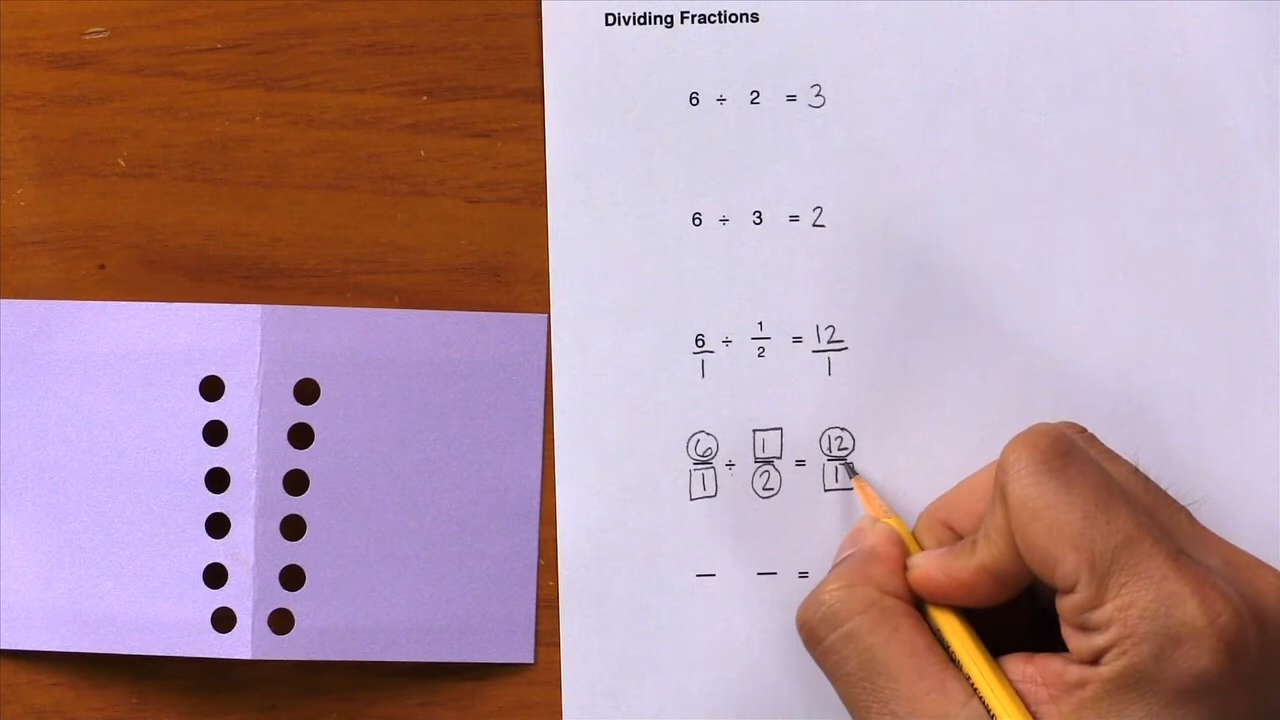 Dividing Fractions
6 ÷ 2 = 3
6 ÷ 3 = 2
6/1 ÷ 1/2 = 12/1
6/1 ÷ 1/2 = 12/1
— — =